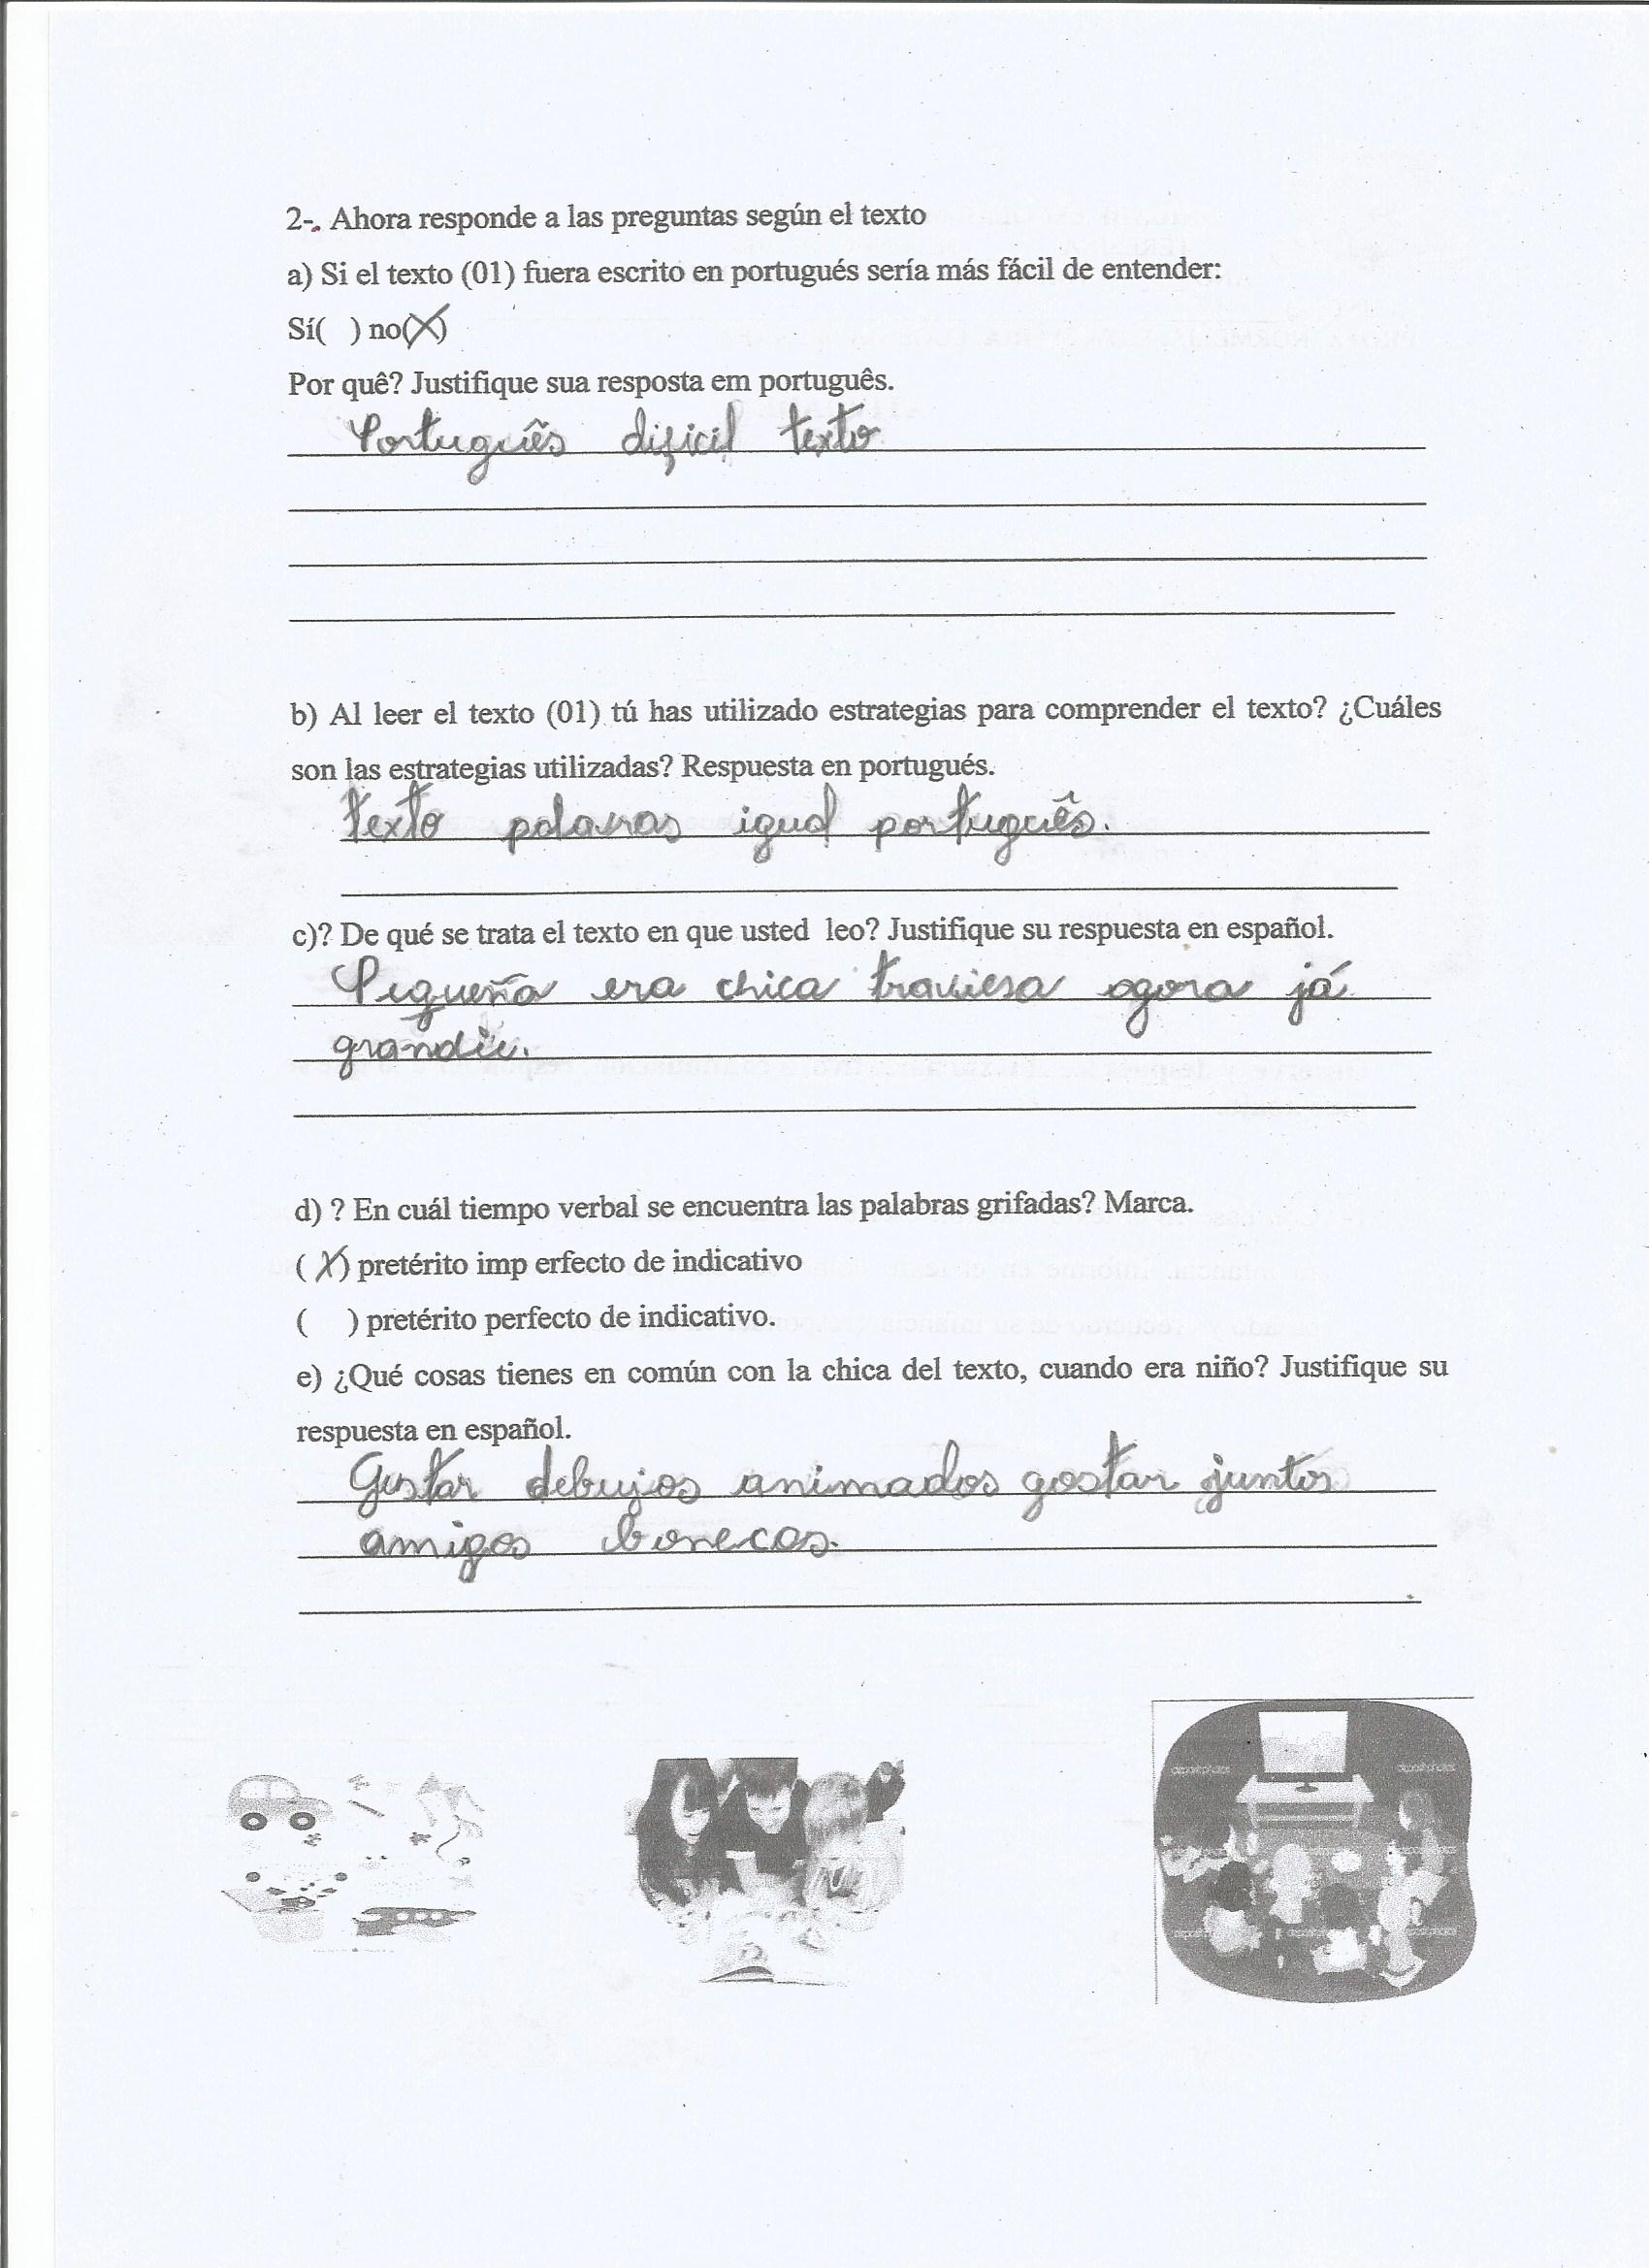 2-. Ahora responde a las preguntas según el texto
a) Si el texto (01) fuera escrito en portugués sería más fácil de entender:
Sí(   ) no(X)
Por quê? Justifique sua resposta em português.
Português difícil texto
b) Al leer el texto (01) tú has utilizado estrategias para comprender el texto? ¿Cuáles
son las estrategias utilizadas? Respuesta en portugués.
texto palavras igual português.
c)? De qué se trata el texto en que usted leo? Justifique su respuesta en español.
Pequeña era chica traviesa agora já
grandie.
d) ? En cuál tiempo verbal se encuentra las palabras grifadas? Marca.
( X) pretérito imp erfecto de indicativo
(   ) pretérito perfecto de indicativo.
e) ¿Qué cosas tienes en común con la chica del texto, cuando era niño? Justifique su
respuesta en español.
Gustar debujos animados gostar juntos
amigos bonecas.
depositphotos depositphotos